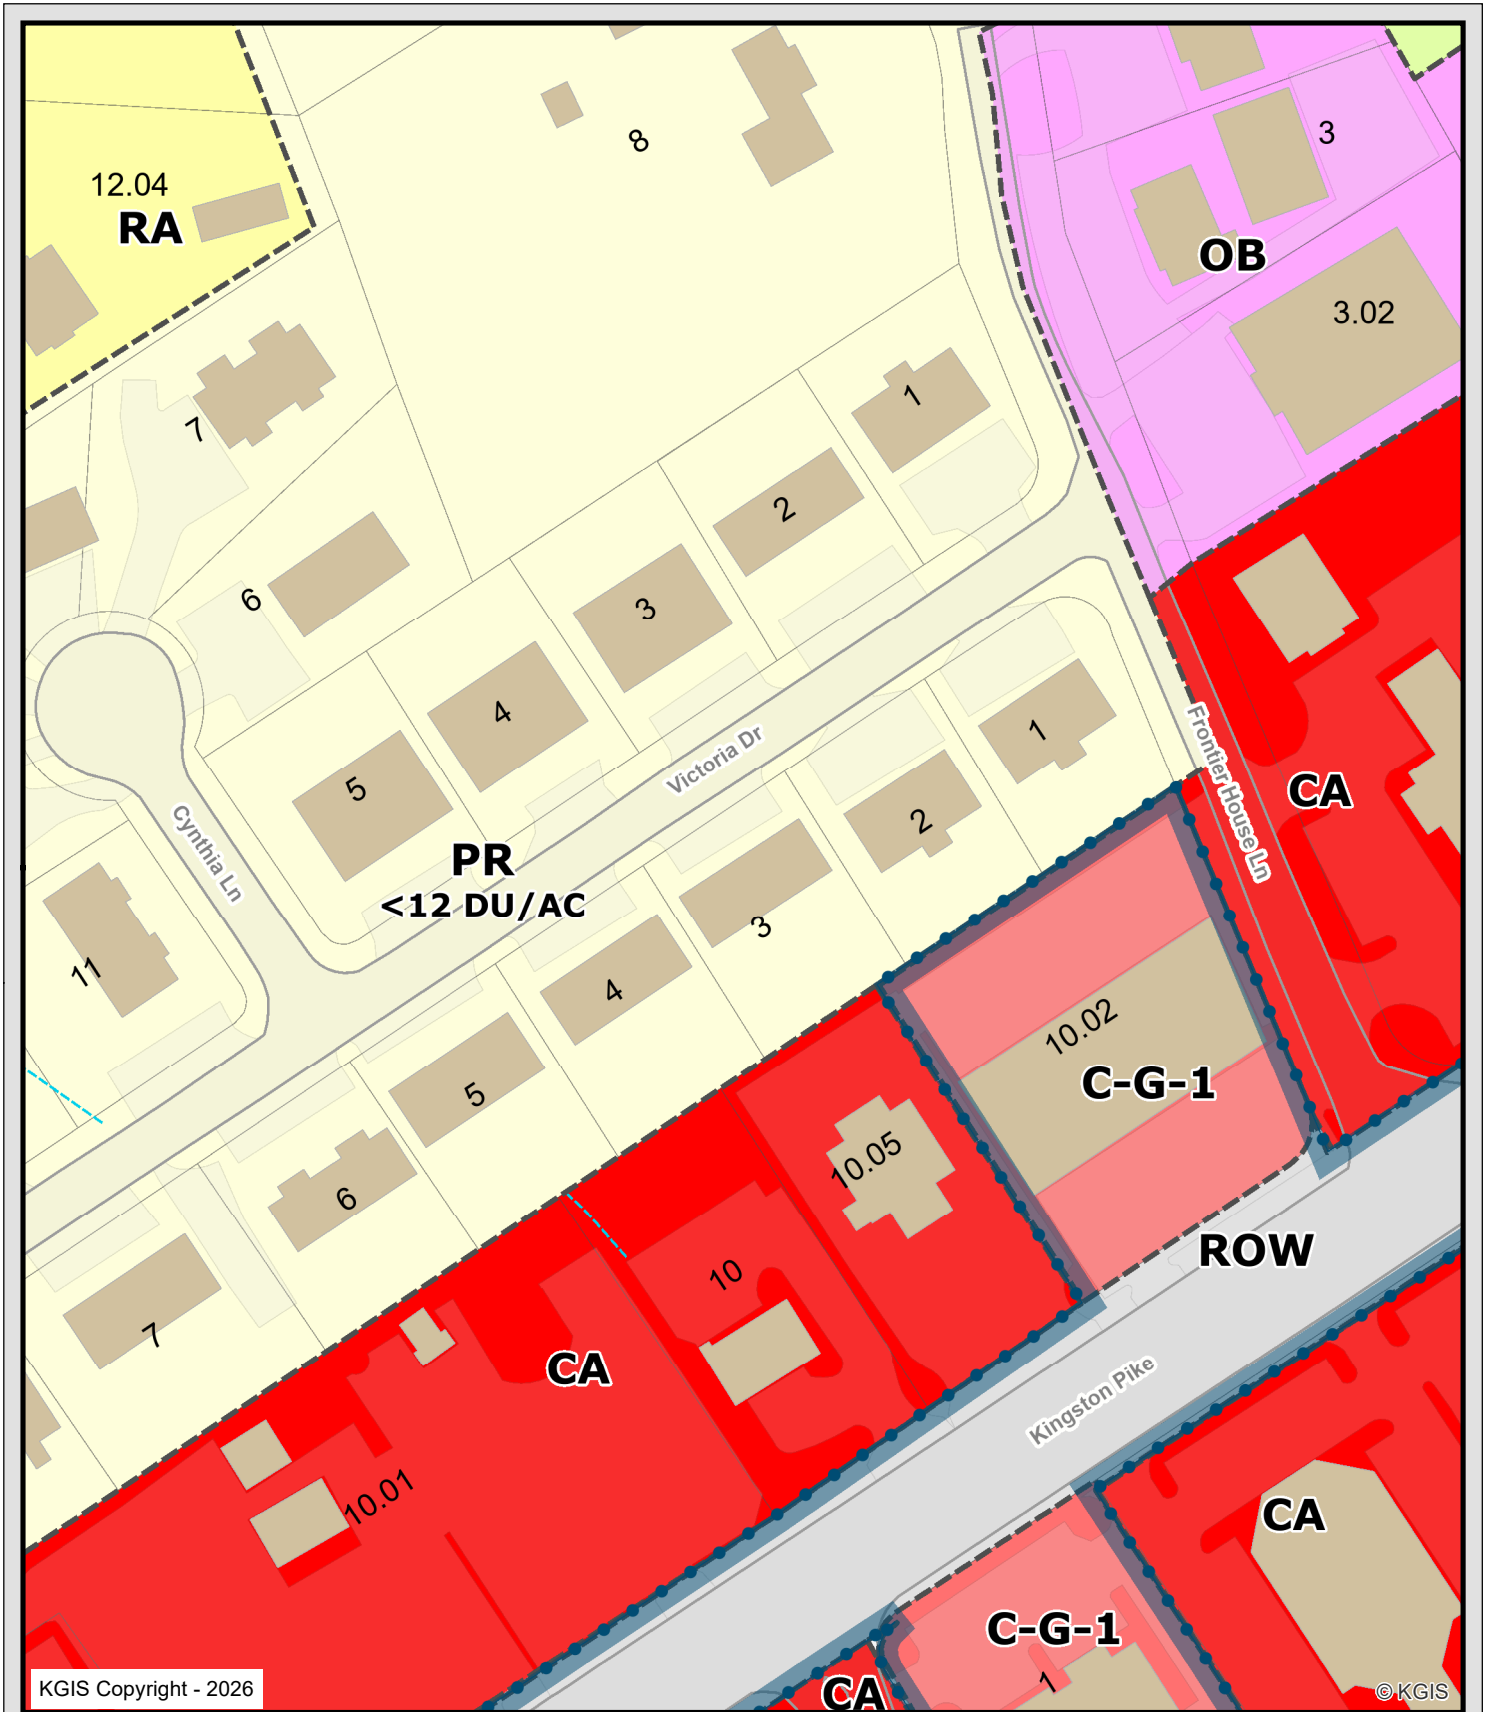 8
3
12.04
RA
OB
3.02
1
7
2
6
3
4
1
Victoria Dr
Frontier House Ln
5
CA
2
Cynthia Ln
PR
<12 DU/AC
3
11
4
10.02
C-G-1
5
10.05
6
ROW
10
7
CA
Kingston Pike
10.01
CA
C-G-1
1
CA
KGIS Copyright - 2026
© KGIS